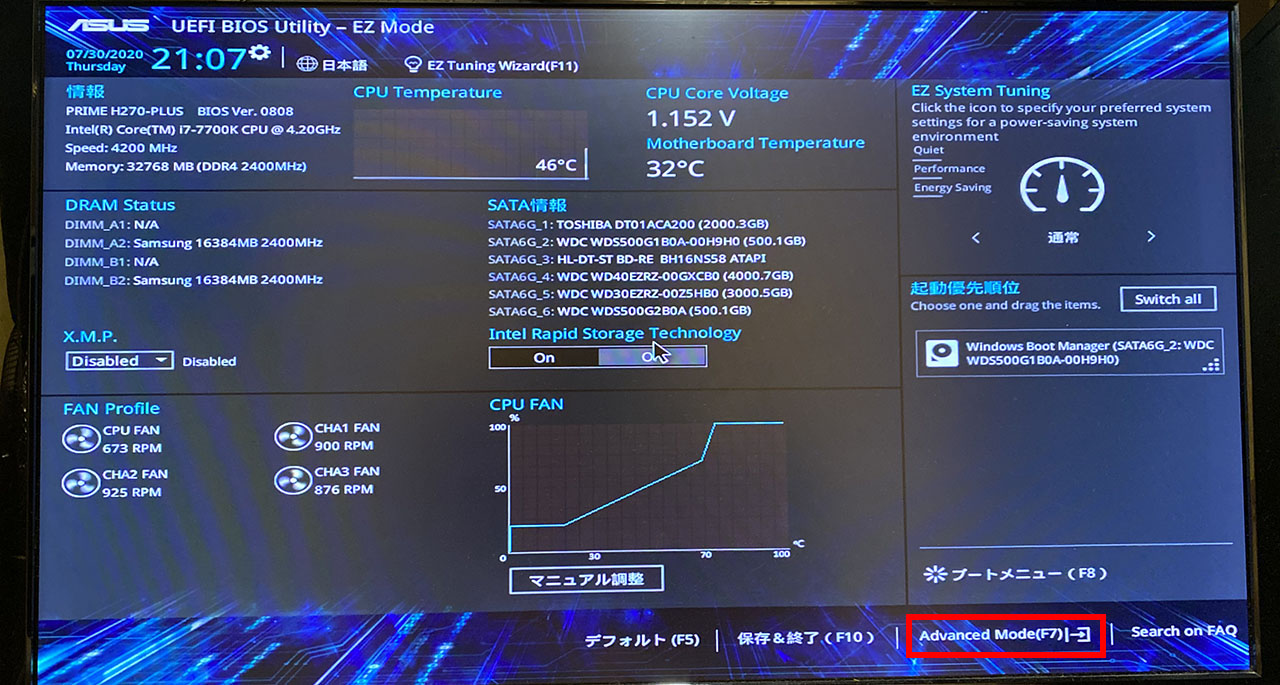 ASUS UEFI BIOS Utility – EZ Mode
07/30/2020
Thursday
21:07
日本語
EZ Tuning Wizard(F11)
情報
PRIME H270-PLUS BIOS Ver. 0808
Intel(R) Core(TM) i7-7700K CPU @ 4.20GHz
Speed: 4200 MHz
Memory: 32768 MB (DDR4 2400MHz)
CPU Temperature
46°C
CPU Core Voltage
1.152 V
Motherboard Temperature
32°C
EZ System Tuning
Click the icon to specify your preferred system
settings for a power-saving system
environment
Quiet
Performance
Energy Saving
<
通常
>
DRAM Status
DIMM_A1: N/A
DIMM_A2: Samsung 16384MB 2400MHz
DIMM_B1: N/A
DIMM_B2: Samsung 16384MB 2400MHz
SATA情報
SATA6G_1: TOSHIBA DT01ACA200 (2000.3GB)
SATA6G_2: WDC WDS500G1B0A-00H9H0 (500.1GB)
SATA6G_3: HL-DT-ST BD-RE BH16NS58 ATAPI
SATA6G_4: WDC WD40EZRZ-00GXCB0 (4000.7GB)
SATA6G_5: WDC WD30EZRZ-00Z5HB0 (3000.5GB)
SATA6G_6: WDC WDS500G2B0A (500.1GB)
X.M.P.
Disabled
Disabled
Intel Rapid Storage Technology
On
起動優先順位
Choose one and drag the items.
Switch all
Windows Boot Manager (SATA6G_2: WDC
WDS500G1B0A-00H9H0)
FAN Profile
CPU FAN
673 RPM
CHA1 FAN
900 RPM
CHA2 FAN
925 RPM
CHA3 FAN
876 RPM
CPU FAN
%
100
50
0
30
70
100
°C
マニュアル調整
ブートメニュー（F8）
デフォルト (F5)
保存＆終了（F10）
Advanced Mode(F7)
Search on FAQ